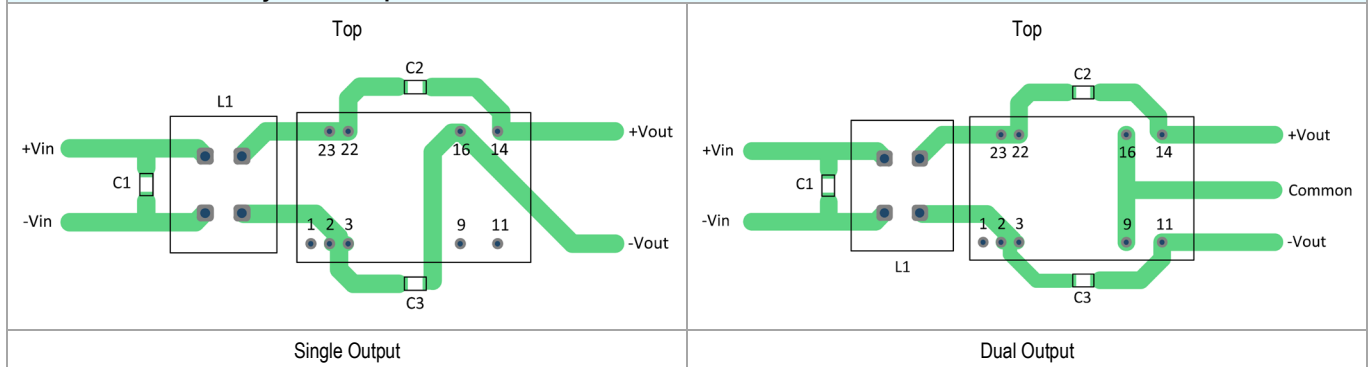 Top
C2
L1
+Vin
C1
-Vin
23 22
16
14
+Vout
1 2 3
9
11
-Vout
C3
Single Output
Top
C2
+Vin
C1
-Vin
L1
23 22
16
14
+Vout
Common
1 2 3
9
11
-Vout
C3
Dual Output